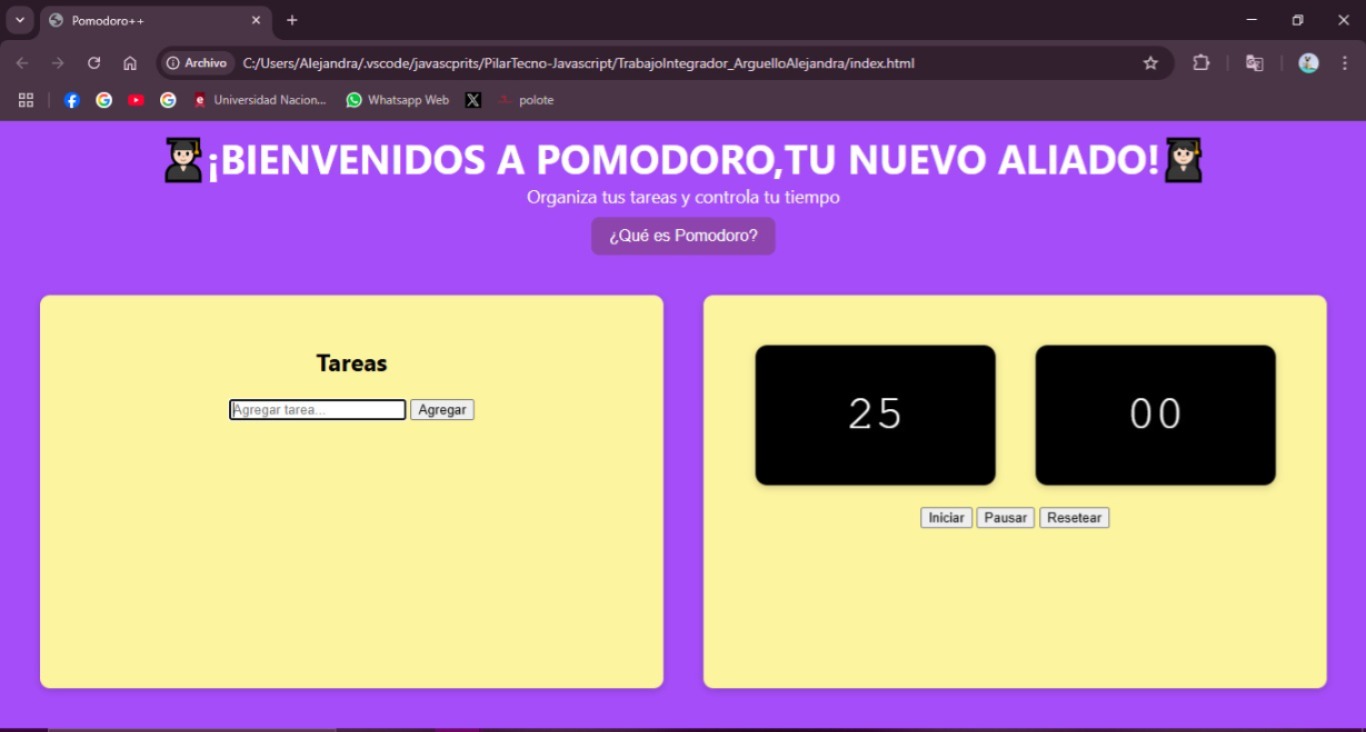 Pomodoro++
Archivo C:/Users/Alejandra/.vscode/javascprits/PilarTecno-Javascript/TrabajoIntegrador_ArguelloAlejandra/index.html
Universidad Nacion... Whatsapp Web polote
¡BIENVENIDOS A POMODORO,TU NUEVO ALIADO!
Organiza tus tareas y controla tu tiempo
¿Qué es Pomodoro?
Tareas
Agregar tarea... Agregar
25 00
Iniciar Pausar Resetear